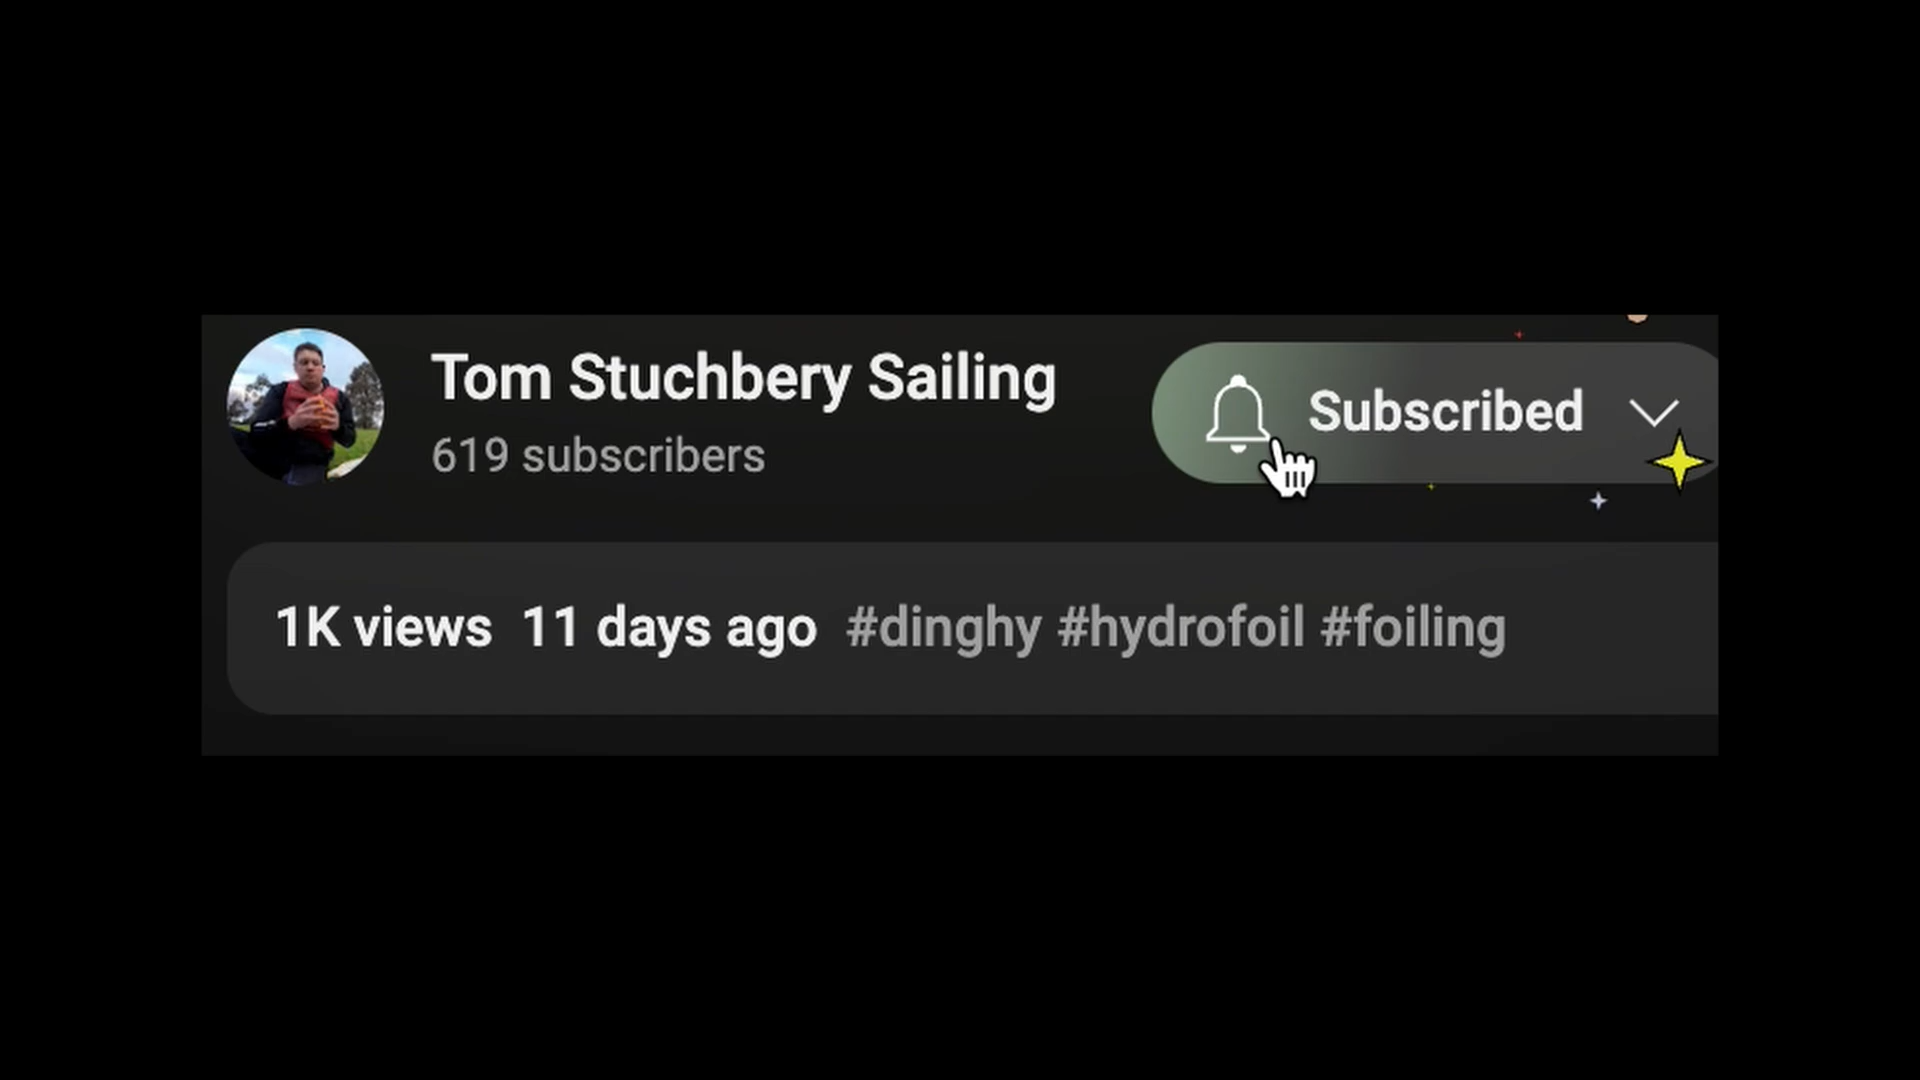 Tom Stuchbery Sailing
619 subscribers
Subscribed
1K views 11 days ago #dinghy #hydrofoil #foiling